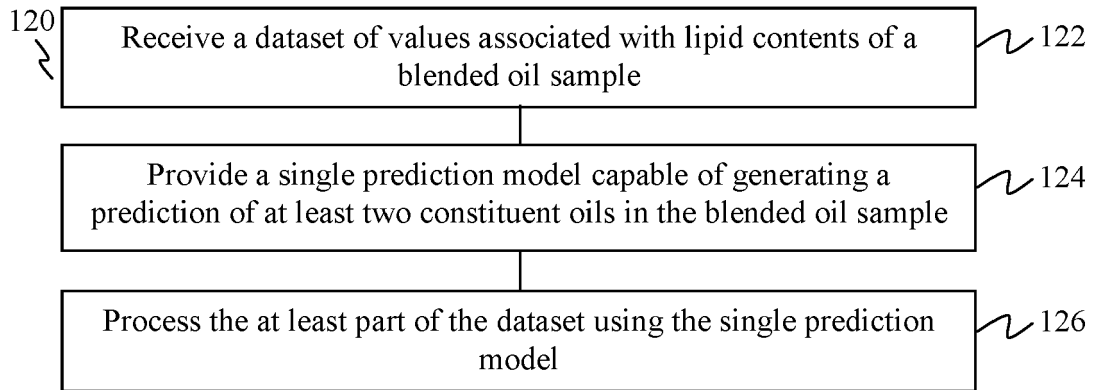 120
Receive a dataset of values associated with lipid contents of a
blended oil sample
122
Provide a single prediction model capable of generating a
prediction of at least two constituent oils in the blended oil sample
124
Process the at least part of the dataset using the single prediction
model
126